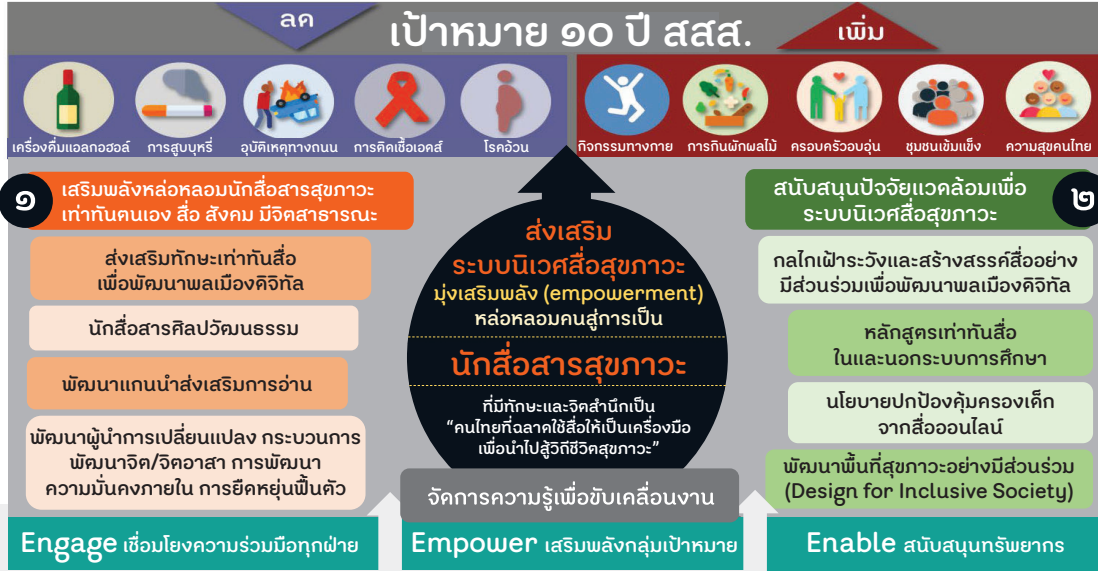 ลด
เป้าหมาย ๑๐ ปี สสส.
เพิ่ม
เครื่องดื่มแอลกอฮอล์
การสูบบุหรี่
อุบัติเหตุทางถนน
การติดเชื้อเอดส์
โรคอ้วน
กิจกรรมทางกาย
การกินผักผลไม้
ครอบครัวอบอุ่น
ชุมชนเข้มแข็ง
ความสุขคนไทย
๑
เสริมพลังหล่อหลอมนักสื่อสารสุขภาวะ
เท่าทันตนเอง สื่อ สังคม มีจิตสาธารณะ
ส่งเสริมทักษะเท่าทันสื่อ
เพื่อพัฒนาพลเมืองดิจิทัล
นักสื่อสารศิลปวัฒนธรรม
พัฒนาแกนนำส่งเสริมการอ่าน
พัฒนาผู้นำการเปลี่ยนแปลง กระบวนการ
พัฒนาจิต/จิตอาสา การพัฒนา
ความมั่นคงภายใน การยืดหยุ่นฟื้นตัว
ส่งเสริม
ระบบนิเวศสื่อสุขภาวะ
มุ่งเสริมพลัง (empowerment)
หล่อหลอมคนสู่การเป็น
นักสื่อสารสุขภาวะ
ที่มีทักษะและจิตสำนึกเป็น
“คนไทยที่ฉลาดใช้สื่อให้เป็นเครื่องมือ
เพื่อนำไปสู่วิถีชีวิตสุขภาวะ”
จัดการความรู้เพื่อขับเคลื่อนงาน
สนับสนุนปัจจัยแวดล้อมเพื่อ
ระบบนิเวศสื่อสุขภาวะ
๒
กลไกเฝ้าระวังและสร้างสรรค์สื่ออย่าง
มีส่วนร่วมเพื่อพัฒนาพลเมืองดิจิทัล
หลักสูตรเท่าทันสื่อ
ในและนอกระบบการศึกษา
นโยบายปกป้องคุ้มครองเด็ก
จากสื่อออนไลน์
พัฒนาพื้นที่สุขภาวะอย่างมีส่วนร่วม
(Design for Inclusive Society)
Engage เชื่อมโยงความร่วมมือทุกฝ่าย
Empower เสริมพลังกลุ่มเป้าหมาย
Enable สนับสนุนทรัพยากร